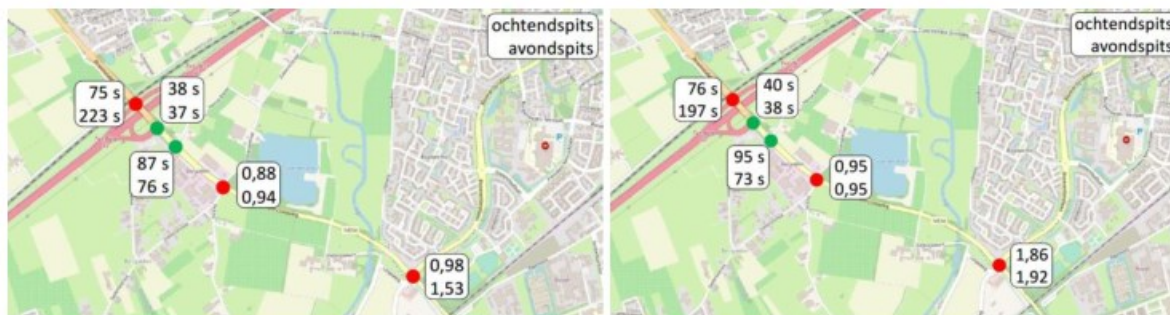 ochtendspits
avondspits
75 s
223 s
38 s
37 s
87 s
76 s
0,88
0,94
0,98
1,53
ochtendspits
avondspits
76 s
197 s
40 s
38 s
95 s
73 s
0,95
0,95
1,86
1,92